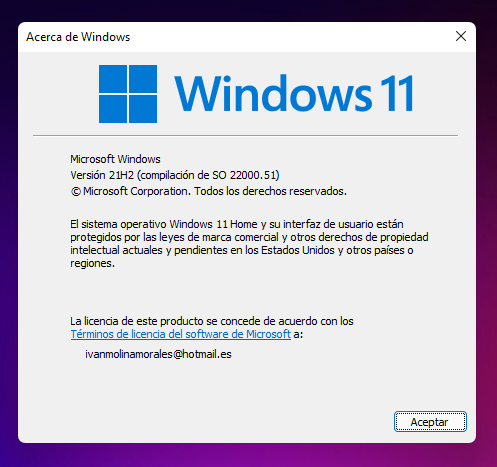 Acerca de Windows
Windows 11
Microsoft Windows
Versión 21H2 (compilación de SO 22000.51)
© Microsoft Corporation. Todos los derechos reservados.
El sistema operativo Windows 11 Home y su interfaz de usuario están
protegidos por las leyes de marca comercial y otros derechos de propiedad
intelectual actuales y pendientes en los Estados Unidos y otros países o
regiones.
La licencia de este producto se concede de acuerdo con los
Términos de licencia del software de Microsoft a:
ivanmolinamorales@hotmail.es
Aceptar